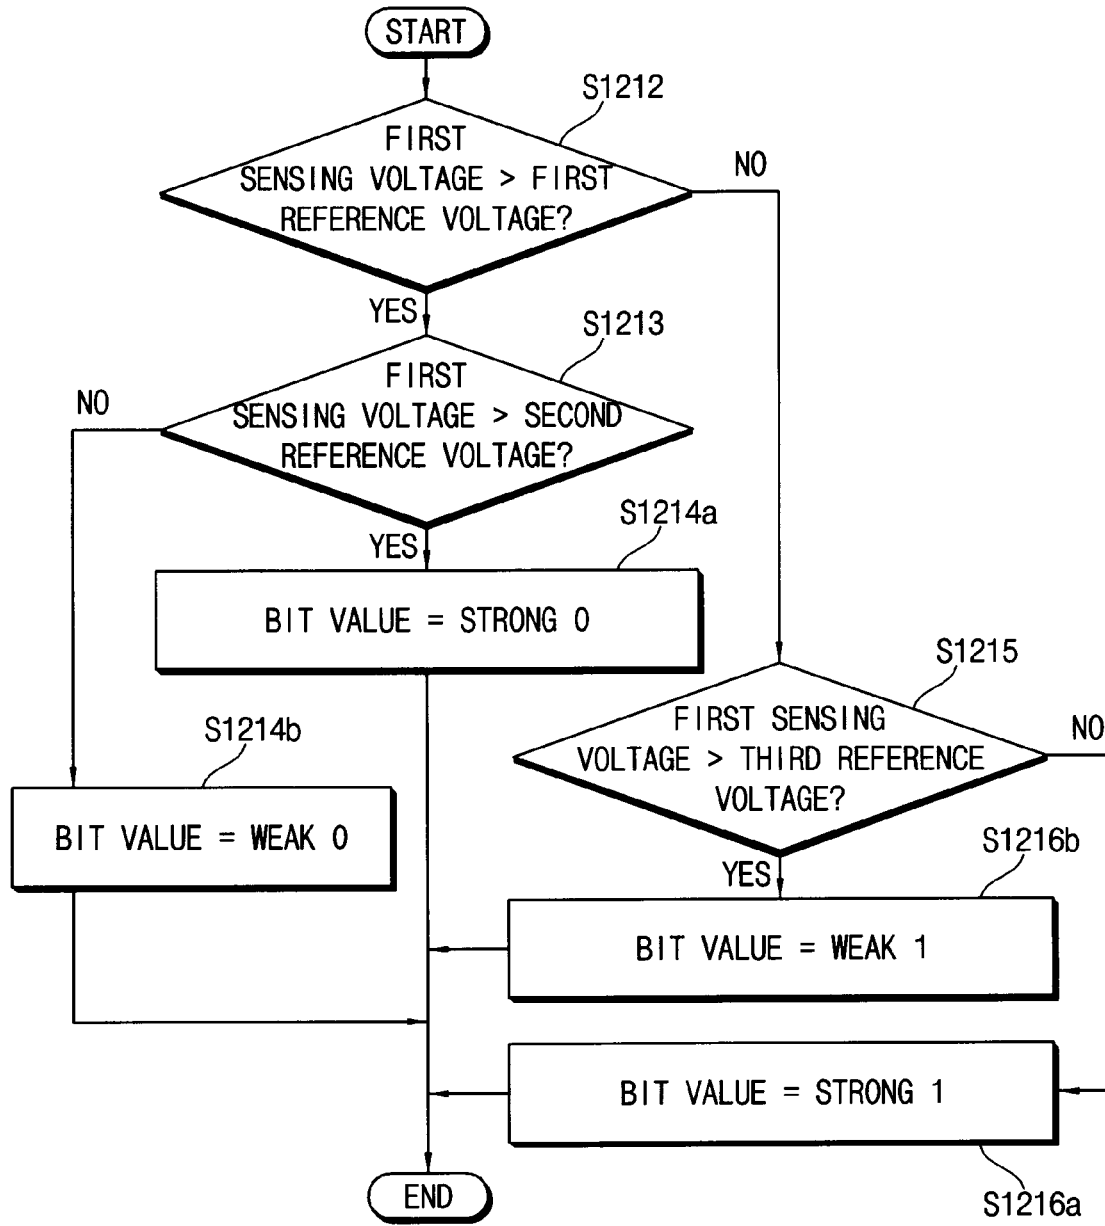 START
S1212
FIRST
SENSING VOLTAGE > FIRST
REFERENCE VOLTAGE?
NO
YES
S1213
FIRST
SENSING VOLTAGE > SECOND
REFERENCE VOLTAGE?
NO
YES
S1214a
BIT VALUE = STRONG 0
S1215
FIRST SENSING
VOLTAGE > THIRD REFERENCE
VOLTAGE?
NO
S1214b
BIT VALUE = WEAK 0
YES
S1216b
BIT VALUE = WEAK 1
BIT VALUE = STRONG 1
S1216a
END